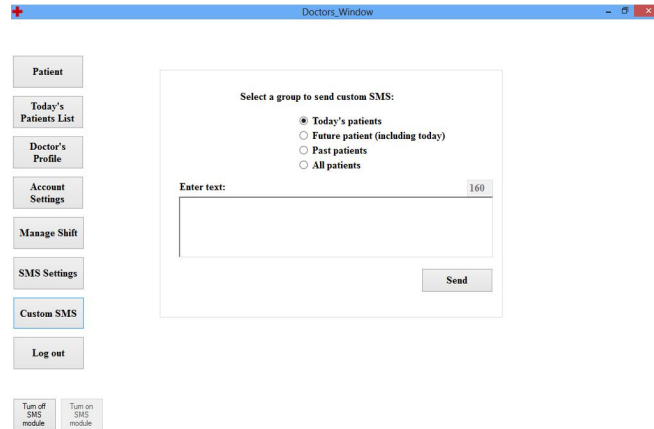 Doctors_Window
Patient
Today's
Patients List
Doctor's
Profile
Account
Settings
Manage Shift
SMS Settings
Custom SMS
Log out
Turn off
SMS
module
Turn on
SMS
module
Select a group to send custom SMS:
Today's patients
Future patient (including today)
Past patients
All patients
Enter text:
160
Send